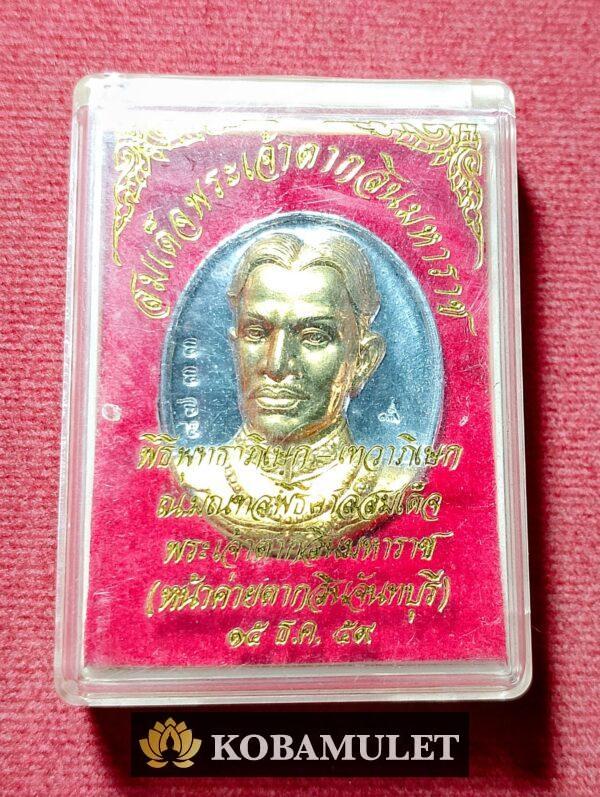 สมเด็จพระเจ้าตากสินมหาราช
พิธีพุทธาภิเษก - เทวาภิเษก
ณ.มณฑลพิธี ศาลสมเด็จ
พระเจ้าตากสินมหาราช
(หน้าค่ายตากสินจันทบุรี)
๑๕ ธ.ค. ๕๙
KOBAMULET